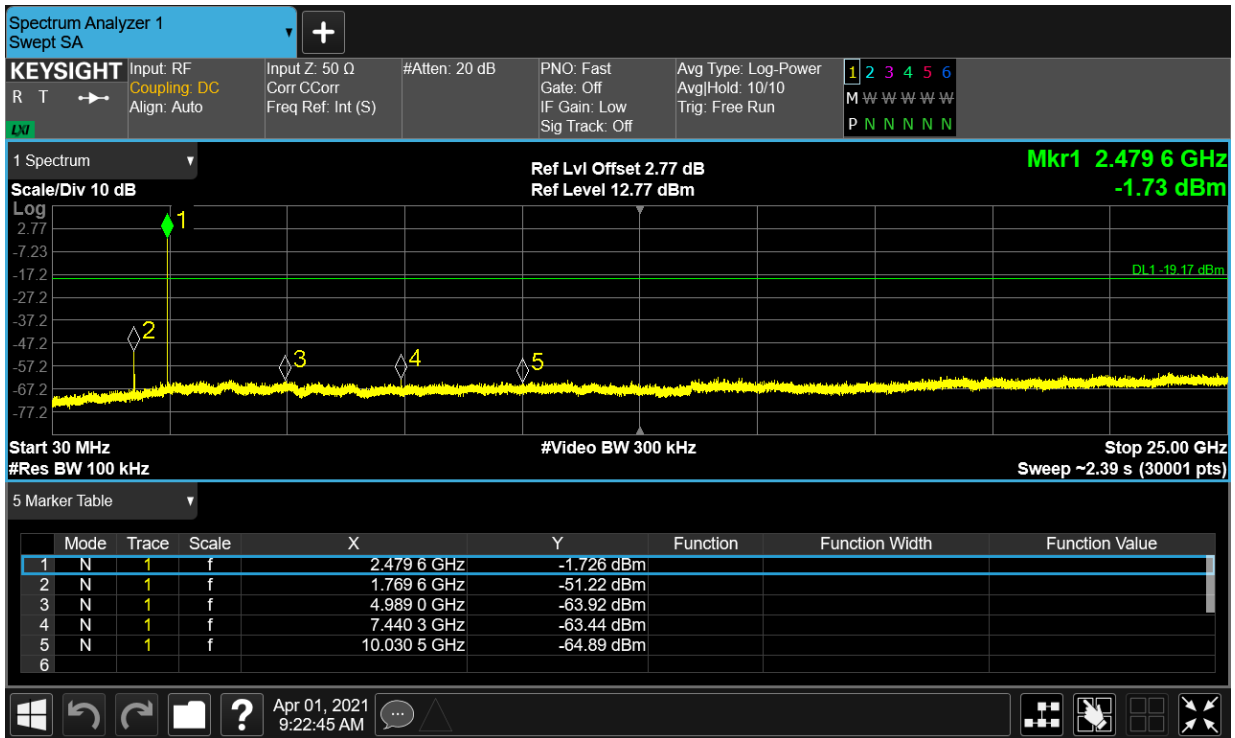 Spectrum Analyzer 1
Swept SA
+
KEYSIGHT
R T
LXI
Input: RF
Coupling: DC
Align: Auto
Input Z: 50 Ω
Corr CCorr
Freq Ref: Int (S)
#Atten: 20 dB
PNO: Fast
Gate: Off
IF Gain: Low
Sig Track: Off
Avg Type: Log-Power
Avg|Hold: 10/10
Trig: Free Run
1 2 3 4 5 6
M W W W W W
P N N N N N
1 Spectrum
Scale/Div 10 dB
Ref Lvl Offset 2.77 dB
Ref Level 12.77 dBm
Mkr1 2.479 6 GHz
-1.73 dBm
Log
2.77
-7.23
-17.2
-27.2
-37.2
-47.2
-57.2
-67.2
-77.2
1
2
3
4
5
DL1 -19.17 dBm
Start 30 MHz
#Video BW 300 kHz
Stop 25.00 GHz
#Res BW 100 kHz
Sweep ~2.39 s (30001 pts)
5 Marker Table
Mode Trace Scale X Y Function Function Width Function Value
1 N 1 f 2.479 6 GHz -1.726 dBm
2 N 1 f 1.769 6 GHz -51.22 dBm
3 N 1 f 4.989 0 GHz -63.92 dBm
4 N 1 f 7.440 3 GHz -63.44 dBm
5 N 1 f 10.030 5 GHz -64.89 dBm
6
?
Apr 01, 2021
9:22:45 AM